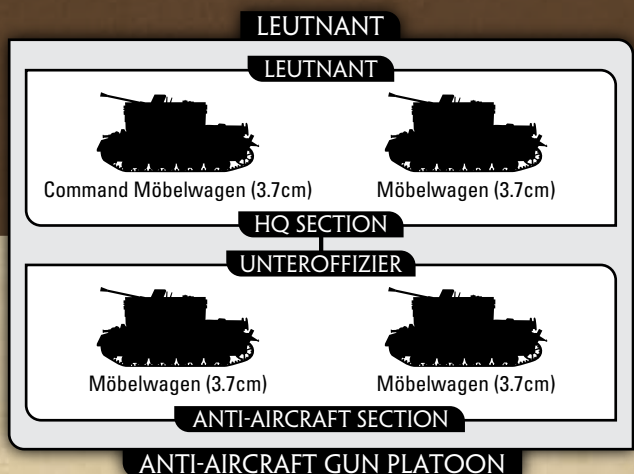 LEUTNANT
LEUTNANT
Command Möbelwagen (3.7cm) Möbelwagen (3.7cm)
HQ SECTION
UNTEROFFIZIER
Möbelwagen (3.7cm) Möbelwagen (3.7cm)
ANTI-AIRCRAFT SECTION
ANTI-AIRCRAFT GUN PLATOON